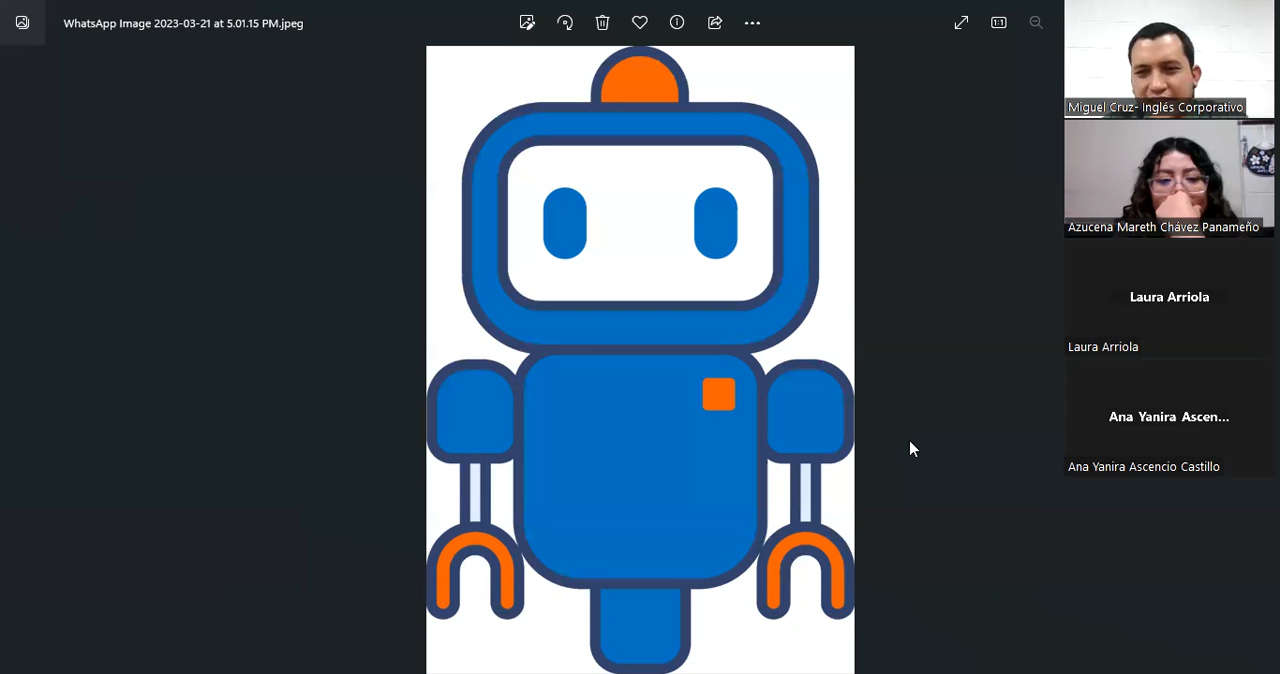 WhatsApp Image 2023-03-21 at 5.01.15 PM.jpeg
1:1
Miguel Cruz- Inglés Corporativo
Azucena Mareth Chávez Panameño
Laura Arriola
Laura Arriola
Ana Yanira Ascen...
Ana Yanira Ascencio Castillo